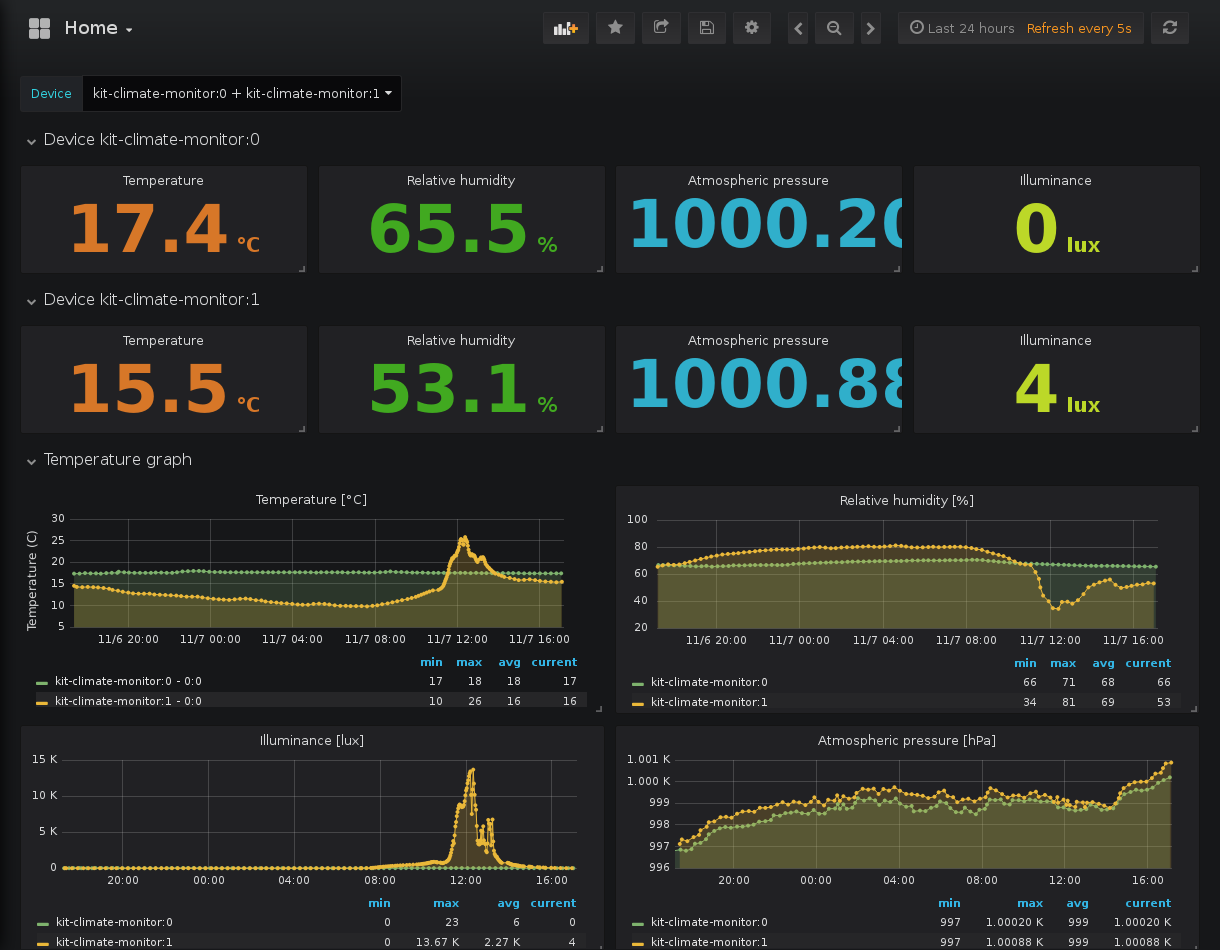 Home
Last 24 hours Refresh every 5s
Device kit-climate-monitor:0 + kit-climate-monitor:1
Device kit-climate-monitor:0
Temperature Relative humidity Atmospheric pressure Illuminance
17.4 °C 65.5 % 1000.20 0 lux
Device kit-climate-monitor:1
Temperature Relative humidity Atmospheric pressure Illuminance
15.5 °C 53.1 % 1000.88 4 lux
Temperature graph
Temperature [°C]
Temperature (C)
30
25
20
15
10
5
11/6 20:00 11/7 00:00 11/7 04:00 11/7 08:00 11/7 12:00 11/7 16:00
min max avg current
kit-climate-monitor:0 - 0:0 17 18 18 17
kit-climate-monitor:1 - 0:0 10 26 16 16
Relative humidity [%]
100
80
60
40
20
11/6 20:00 11/7 00:00 11/7 04:00 11/7 08:00 11/7 12:00 11/7 16:00
min max avg current
kit-climate-monitor:0 66 71 68 66
kit-climate-monitor:1 34 81 69 53
Illuminance [lux]
15 K
10 K
5 K
0
20:00 00:00 04:00 08:00 12:00 16:00
min max avg current
kit-climate-monitor:0 0 23 6 0
kit-climate-monitor:1 0 13.67 K 2.27 K 4
Atmospheric pressure [hPa]
1.001 K
1.000 K
999
998
997
996
20:00 00:00 04:00 08:00 12:00 16:00
min max avg current
kit-climate-monitor:0 997 1.00020 K 999 1.00020 K
kit-climate-monitor:1 997 1.00088 K 999 1.00088 K